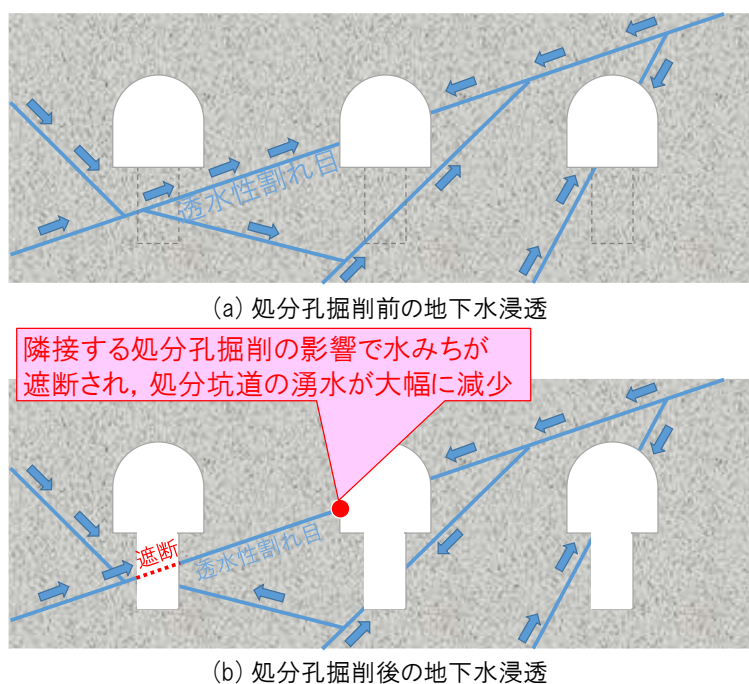 透水性割れ目
(a) 処分孔掘削前の地下水浸透
隣接する処分孔掘削の影響で水みちが
遮断され，処分坑道の湧水が大幅に減少
遮断
透水性割れ目
(b) 処分孔掘削後の地下水浸透